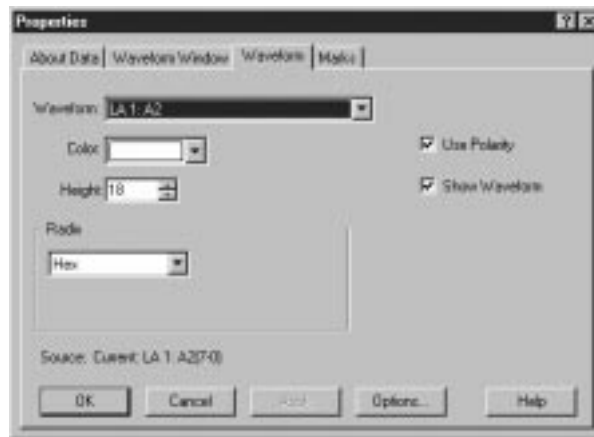 Properties
About Data Waveform Window Waveform Marks
Waveform: LA 1: A2
Color:
Use Polarity
Height: 18
Show Waveform
Radix
Hex
Source: Current: LA 1: A2(7-0)
OK Cancel Options... Help